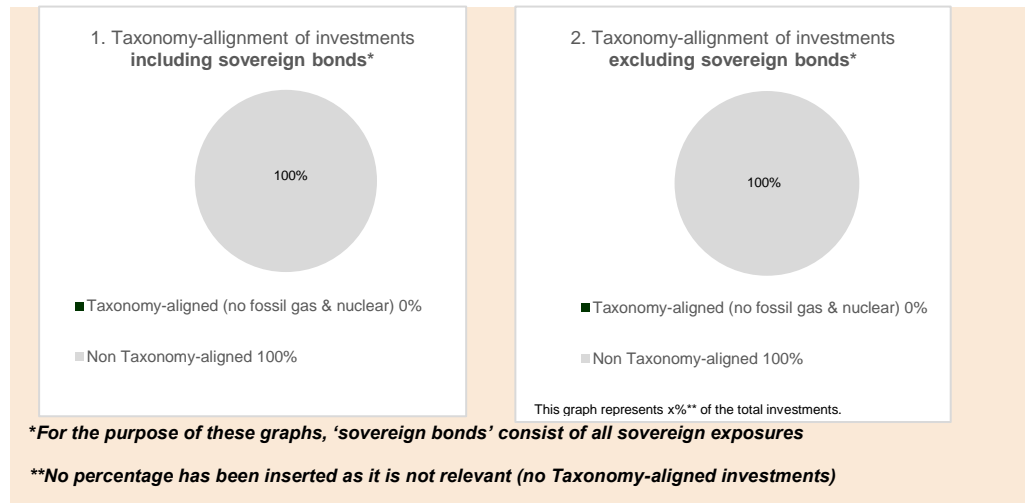 1. Taxonomy-allignment of investments
including sovereign bonds*
100%
Taxonomy-aligned (no fossil gas & nuclear) 0%
Non Taxonomy-aligned 100%
2. Taxonomy-allignment of investments
excluding sovereign bonds*
100%
Taxonomy-aligned (no fossil gas & nuclear) 0%
Non Taxonomy-aligned 100%
This graph represents x%** of the total investments.
*For the purpose of these graphs, ‘sovereign bonds’ consist of all sovereign exposures
**No percentage has been inserted as it is not relevant (no Taxonomy-aligned investments)